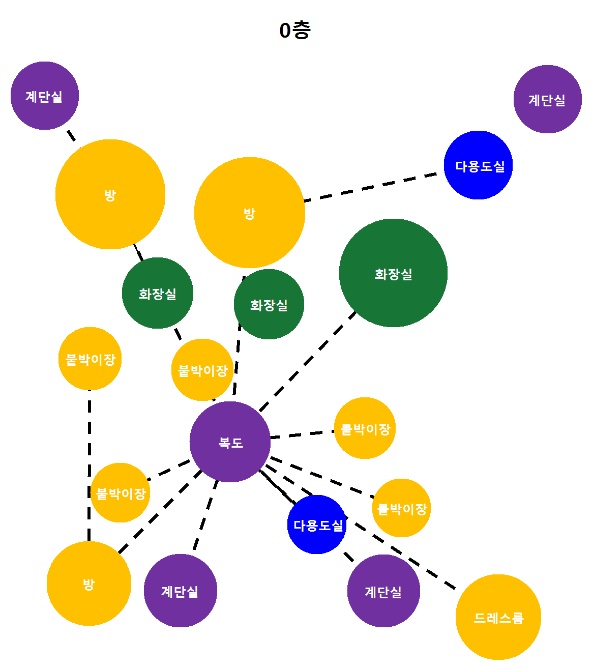 0층
계단실
계단실
다용도실
방
방
화장실
화장실
화장실
붙박이장
붙박이장
붙박이장
복도
붙박이장
붙박이장
다용도실
방
계단실
계단실
드레스룸